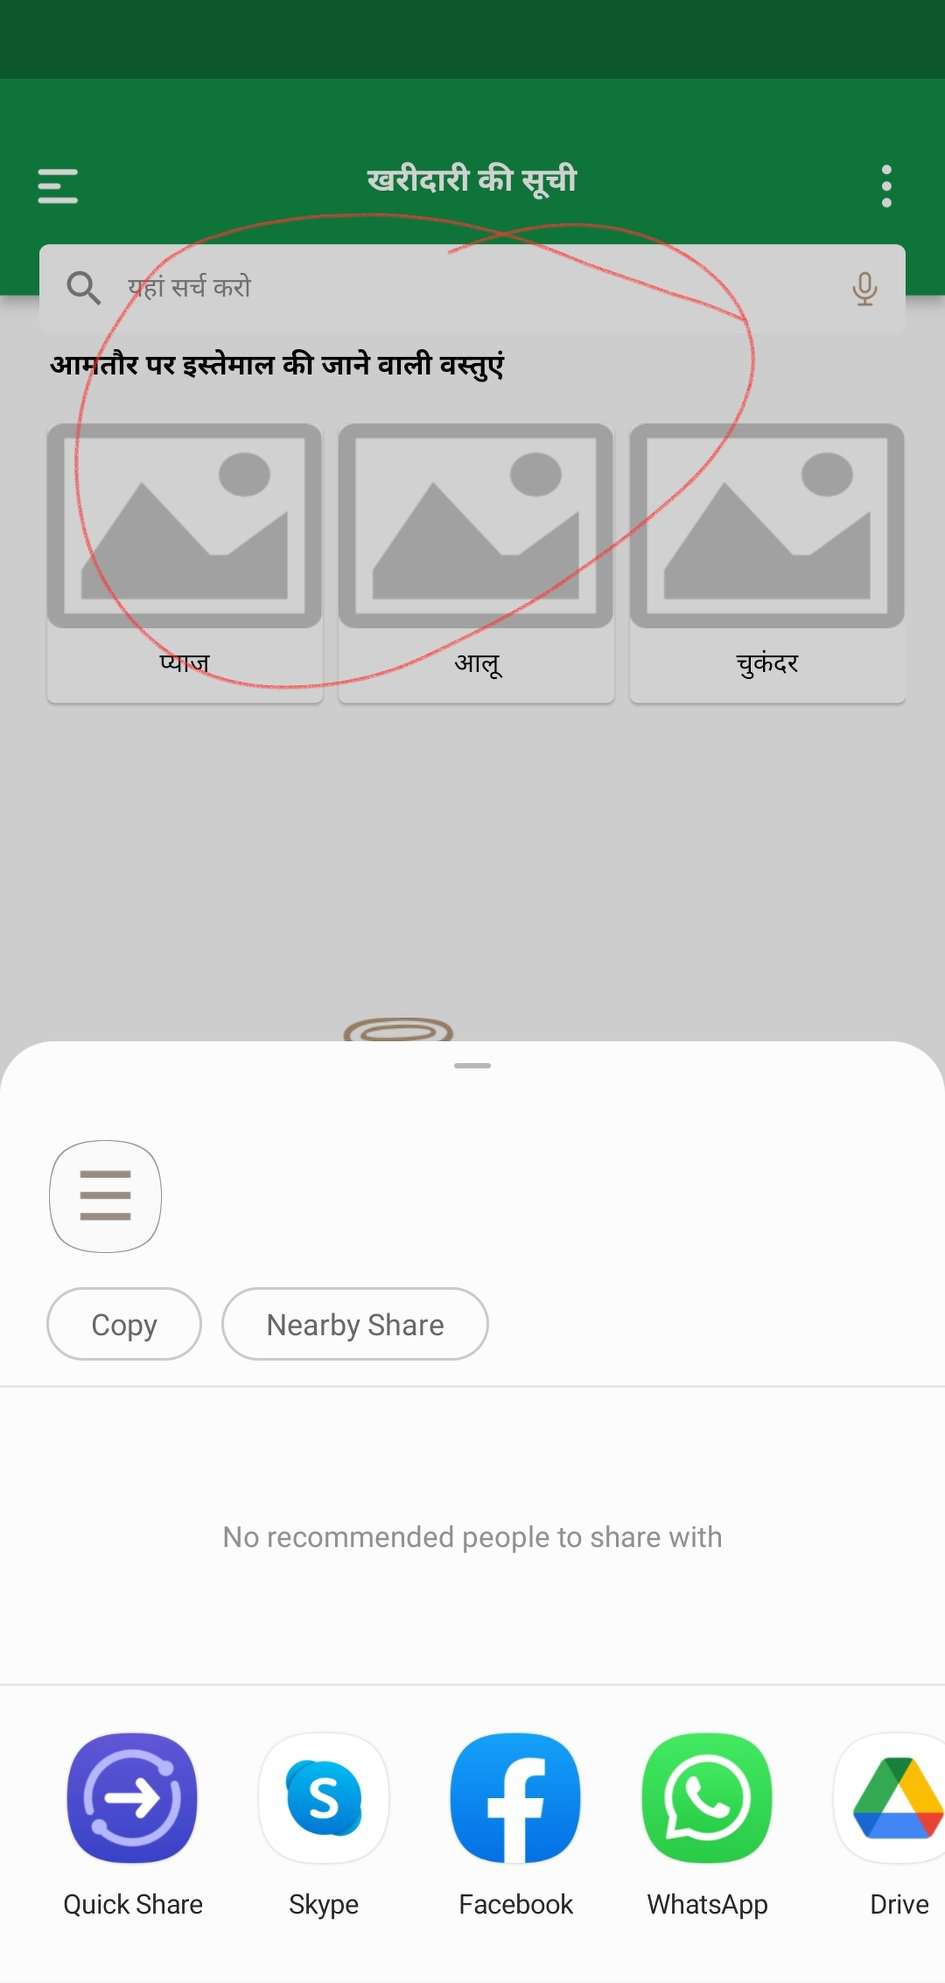 खरीदारी की सूची
यहां सर्च करो
आमतौर पर इस्तेमाल की जाने वाली वस्तुएं
प्याज आलू चुकंदर
Copy Nearby Share
No recommended people to share with
Quick Share Skype Facebook WhatsApp Drive